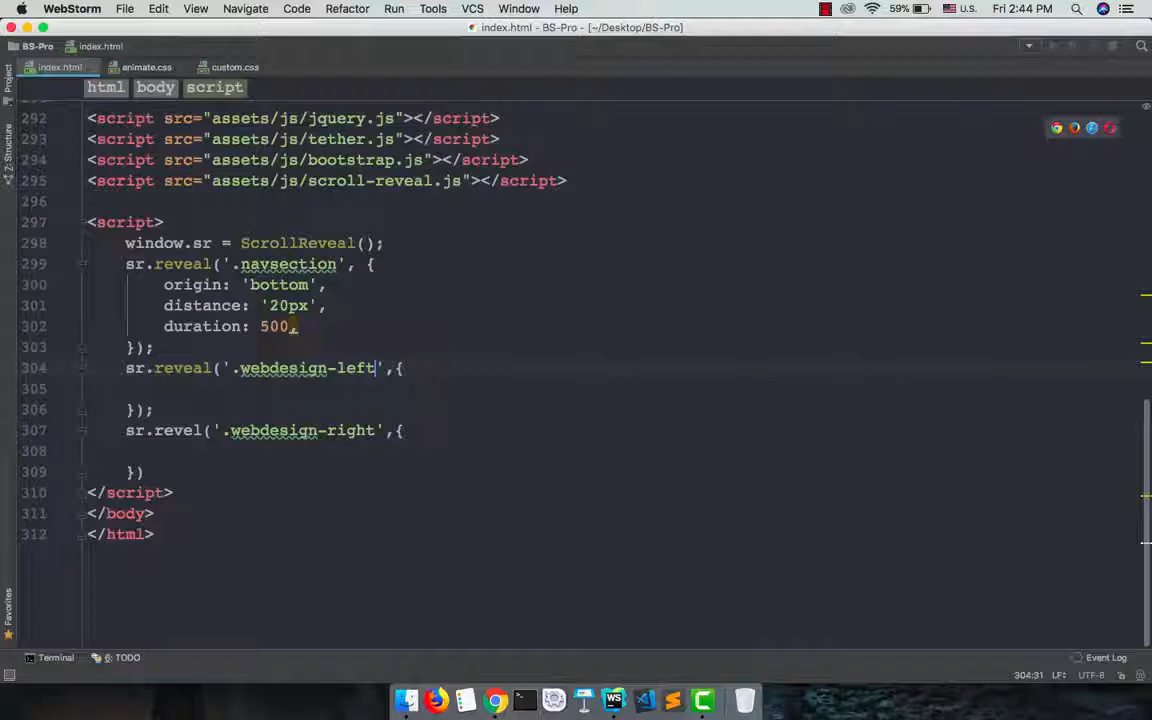 WebStorm File Edit View Navigate Code Refactor Run Tools VCS Window Help 59% U.S. Fri 2:44 PM
index.html - BS-Pro - [~/Desktop/BS-Pro]
BS-Pro index.html
index.html animate.css custom.css
Project
Z: Structure
Favorites
html body script
292 <script src="assets/js/jquery.js"></script>
293 <script src="assets/js/tether.js"></script>
294 <script src="assets/js/bootstrap.js"></script>
295 <script src="assets/js/scroll-reveal.js"></script>
296
297 <script>
298 window.sr = ScrollReveal();
299 sr.reveal('.navsection', {
300 origin: 'bottom',
301 distance: '20px',
302 duration: 500,
303 });
304 sr.reveal('.webdesign-left',{
305
306 });
307 sr.revel('.webdesign-right',{
308
309 })
310 </script>
311 </body>
312 </html>
Terminal 6: TODO Event Log
304:31 LF: UTF-8
WS